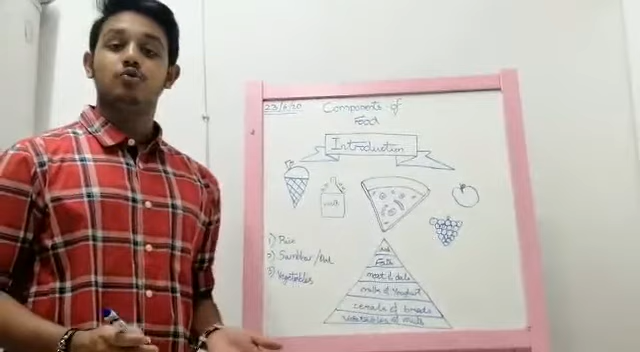 23/4/20
Components of
Food
Introduction
milk
1) Rice
2) Sambhar/Dal
3) Vegetables
Fats
meat & dals
milk & Yoghurt
cereals & breads
Vegetables & fruits